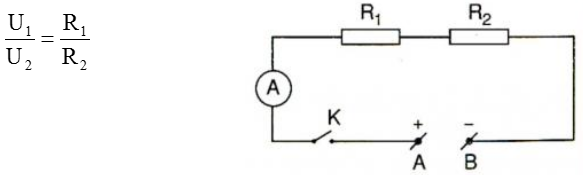 U₁/U₂ = R₁/R₂
R₁ R₂
A
K + −
A B